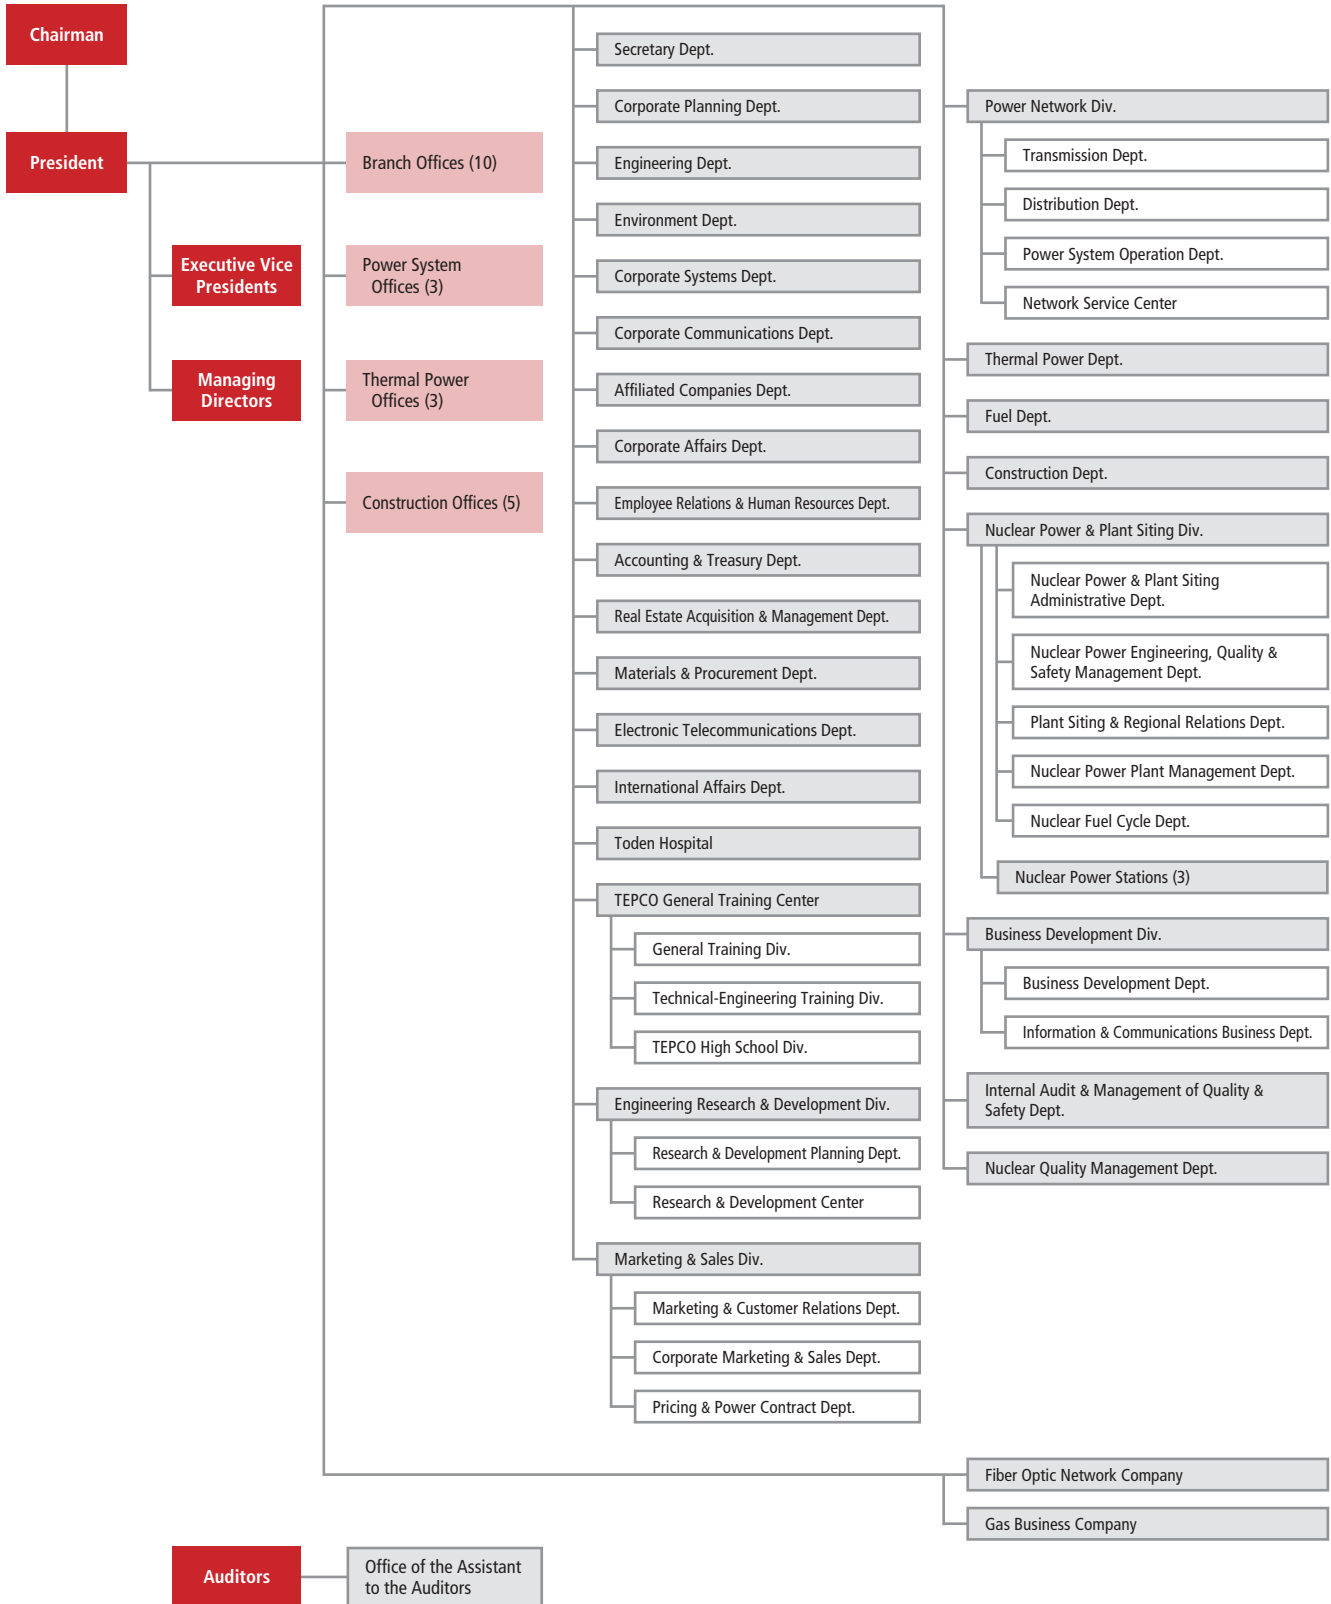 Chairman
President
Executive Vice
Presidents
Managing
Directors
Branch Offices (10)
Power System
Offices (3)
Thermal Power
Offices (3)
Construction Offices (5)
Secretary Dept.
Corporate Planning Dept.
Engineering Dept.
Environment Dept.
Corporate Systems Dept.
Corporate Communications Dept.
Affiliated Companies Dept.
Corporate Affairs Dept.
Employee Relations & Human Resources Dept.
Accounting & Treasury Dept.
Real Estate Acquisition & Management Dept.
Materials & Procurement Dept.
Electronic Telecommunications Dept.
International Affairs Dept.
Toden Hospital
TEPCO General Training Center
General Training Div.
Technical-Engineering Training Div.
TEPCO High School Div.
Engineering Research & Development Div.
Research & Development Planning Dept.
Research & Development Center
Marketing & Sales Div.
Marketing & Customer Relations Dept.
Corporate Marketing & Sales Dept.
Pricing & Power Contract Dept.
Power Network Div.
Transmission Dept.
Distribution Dept.
Power System Operation Dept.
Network Service Center
Thermal Power Dept.
Fuel Dept.
Construction Dept.
Nuclear Power & Plant Siting Div.
Nuclear Power & Plant Siting
Administrative Dept.
Nuclear Power Engineering, Quality &
Safety Management Dept.
Plant Siting & Regional Relations Dept.
Nuclear Power Plant Management Dept.
Nuclear Fuel Cycle Dept.
Nuclear Power Stations (3)
Business Development Div.
Business Development Dept.
Information & Communications Business Dept.
Internal Audit & Management of Quality &
Safety Dept.
Nuclear Quality Management Dept.
Fiber Optic Network Company
Gas Business Company
Auditors
Office of the Assistant
to the Auditors